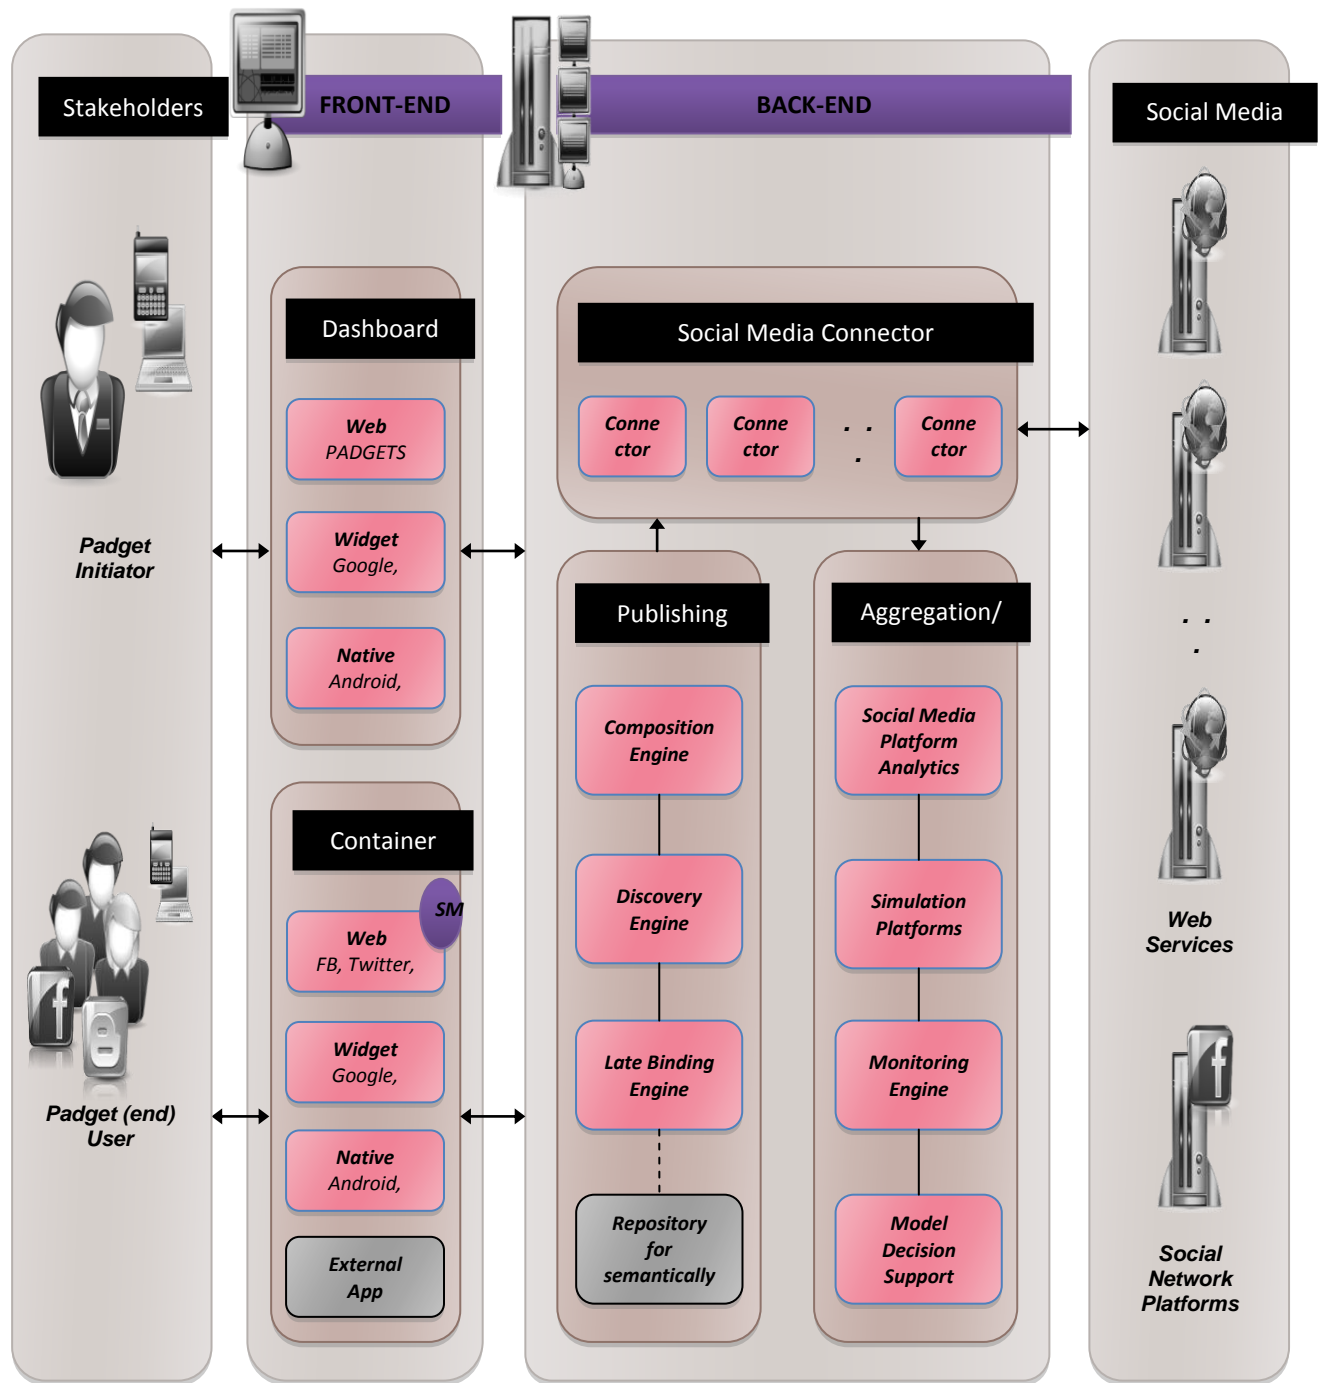 Stakeholders
FRONT-END
BACK-END
Social Media
Padget
Initiator
Padget (end)
User
Dashboard
Web
PADGETS
Widget
Google,
Native
Android,
Container
SM
Web
FB, Twitter,
Widget
Google,
Native
Android,
External
App
Social Media Connector
Conne
ctor
Conne
ctor
. .
.
Conne
ctor
Publishing
Composition
Engine
Discovery
Engine
Late Binding
Engine
Repository
for
semantically
Aggregation/
Social Media
Platform
Analytics
Simulation
Platforms
Monitoring
Engine
Model
Decision
Support
. .
.
Web
Services
Social
Network
Platforms